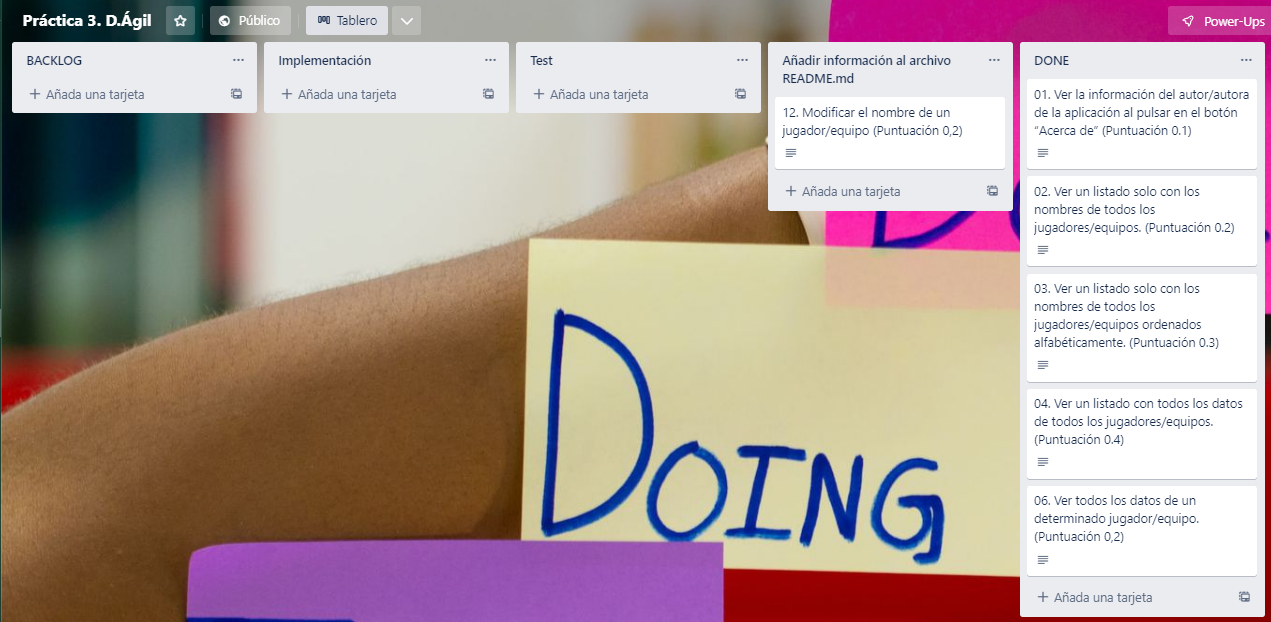 Práctica 3. D.Ágil
Público
Tablero
Power-Ups
BACKLOG
Añada una tarjeta
Implementación
Añada una tarjeta
Test
Añada una tarjeta
Añadir información al archivo
README.md
12. Modificar el nombre de un
jugador/equipo (Puntuación 0,2)
Añada una tarjeta
DONE
01. Ver la información del autor/autora
de la aplicación al pulsar en el botón
“Acerca de” (Puntuación 0.1)
02. Ver un listado solo con los
nombres de todos los
jugadores/equipos. (Puntuación 0.2)
03. Ver un listado solo con los
nombres de todos los
jugadores/equipos ordenados
alfabéticamente. (Puntuación 0.3)
04. Ver un listado con todos los datos
de todos los jugadores/equipos.
(Puntuación 0.4)
06. Ver todos los datos de un
determinado jugador/equipo.
(Puntuación 0,2)
Añada una tarjeta
DOING